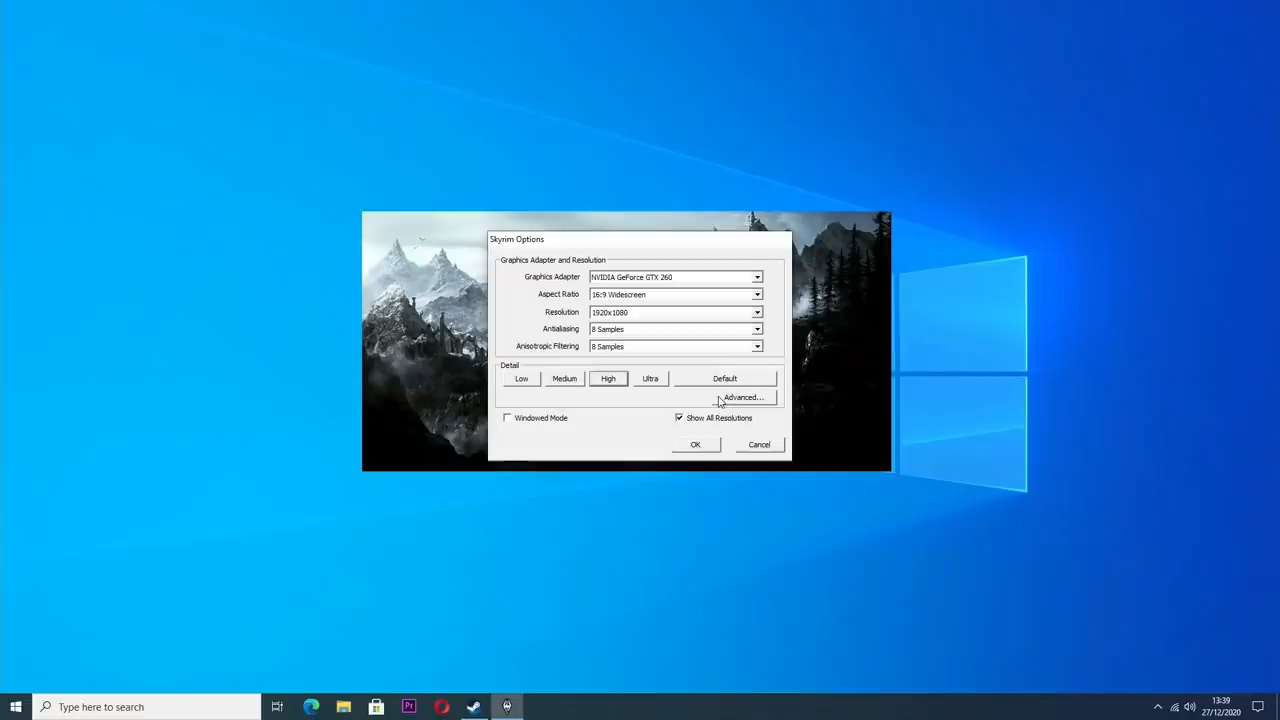 Skyrim Options
Graphics Adapter and Resolution
Graphics Adapter NVIDIA GeForce GTX 260
Aspect Ratio 16:9 Widescreen
Resolution 1920x1080
Antialiasing 8 Samples
Anisotropic Filtering 8 Samples
Detail
Low Medium High Ultra Default
Advanced...
Windowed Mode Show All Resolutions
OK Cancel
Type here to search
Pr
13:39
27/12/2020